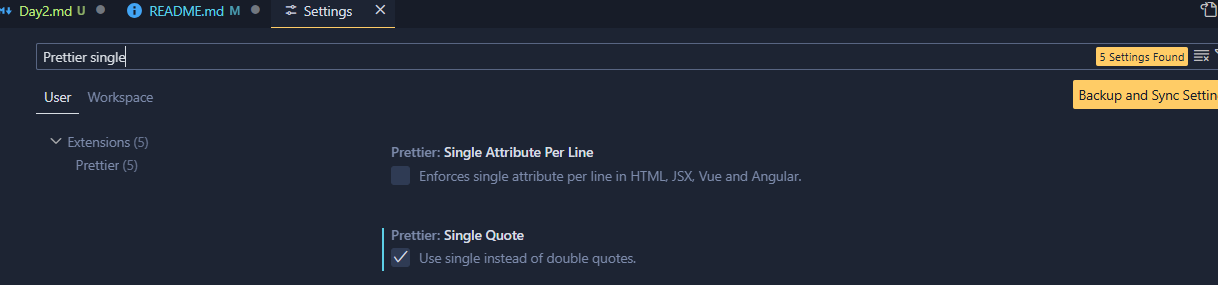 Day2.md U README.md M Settings
Prettier single 5 Settings Found
User Workspace
Backup and Sync Settin
Extensions (5)
Prettier (5)
Prettier: Single Attribute Per Line
Enforces single attribute per line in HTML, JSX, Vue and Angular.
Prettier: Single Quote
Use single instead of double quotes.